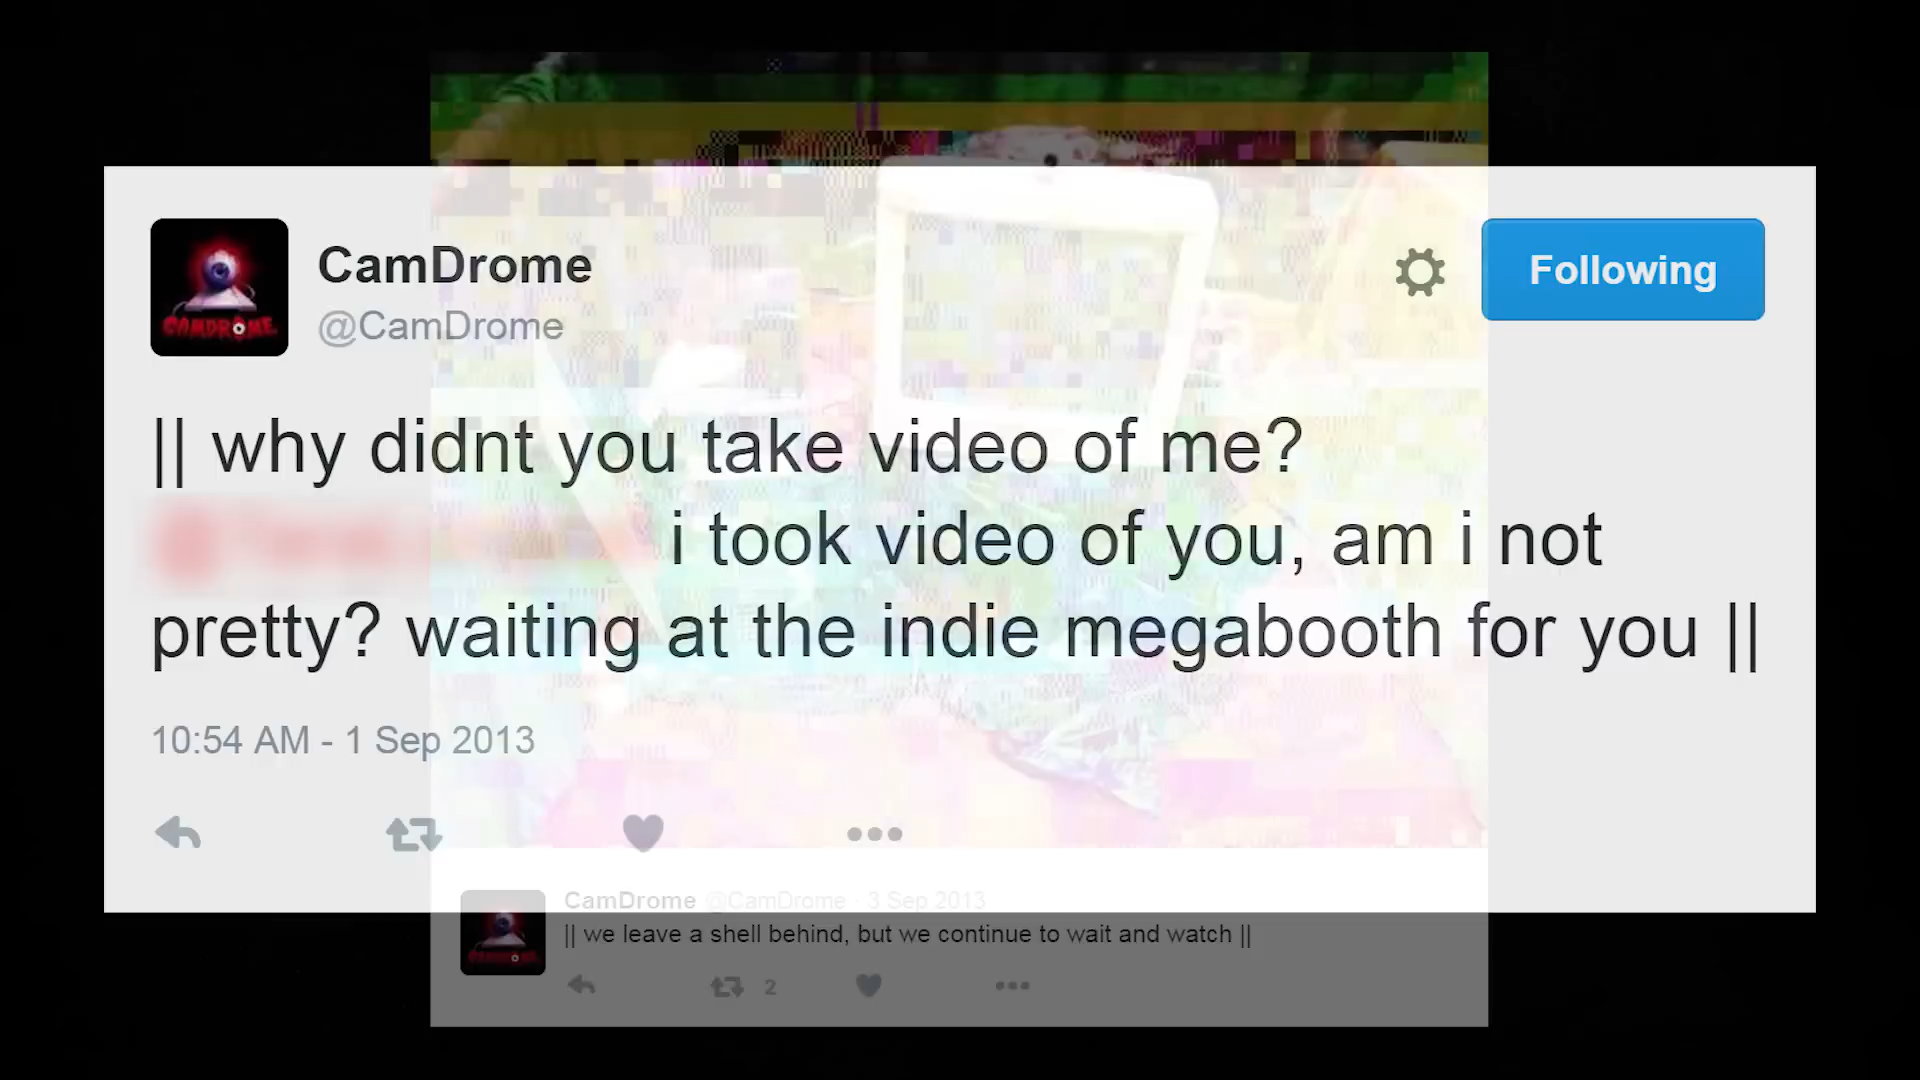 CamDrome
@CamDrome
Following
CAMDROME
|| why didnt you take video of me?
i took video of you, am i not
pretty? waiting at the indie megabooth for you ||
10:54 AM - 1 Sep 2013
CamDrome @CamDrome · 3 Sep 2013
|| we leave a shell behind, but we continue to wait and watch ||
2